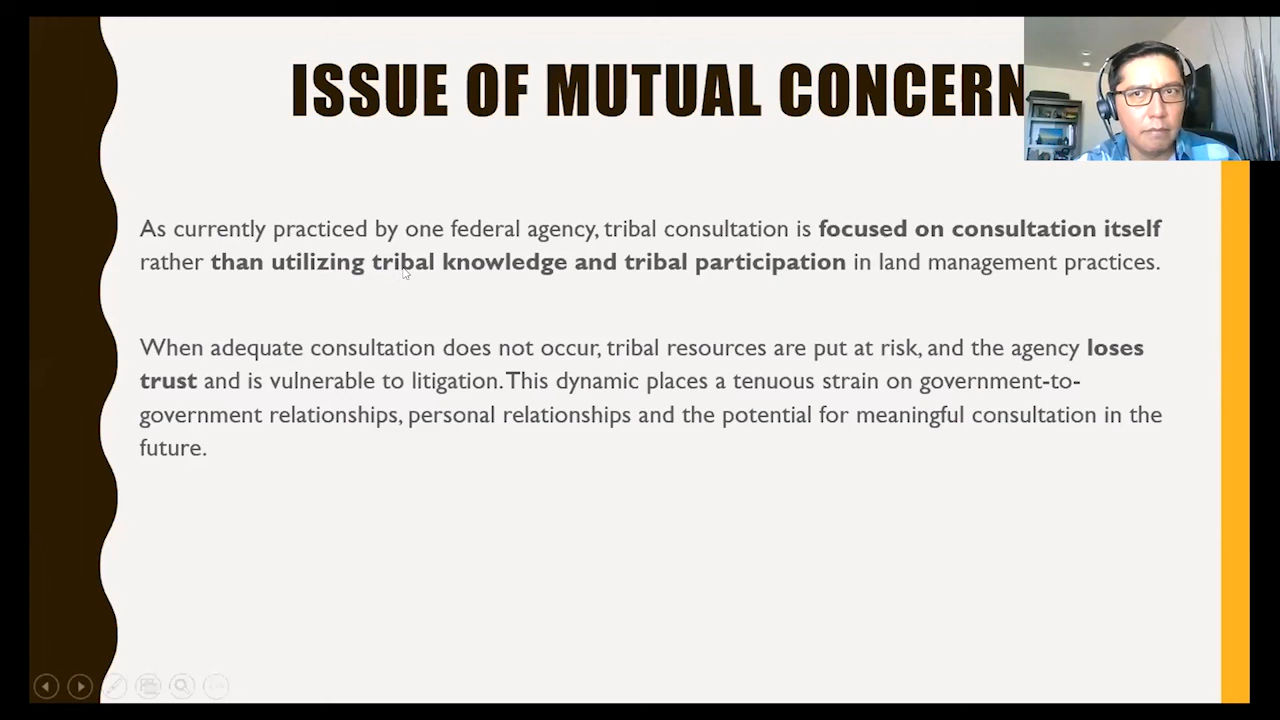 ISSUE OF MUTUAL CONCERN
As currently practiced by one federal agency, tribal consultation is focused on consultation itself
rather than utilizing tribal knowledge and tribal participation in land management practices.
When adequate consultation does not occur, tribal resources are put at risk, and the agency loses
trust and is vulnerable to litigation. This dynamic places a tenuous strain on government-to-
government relationships, personal relationships and the potential for meaningful consultation in the
future.